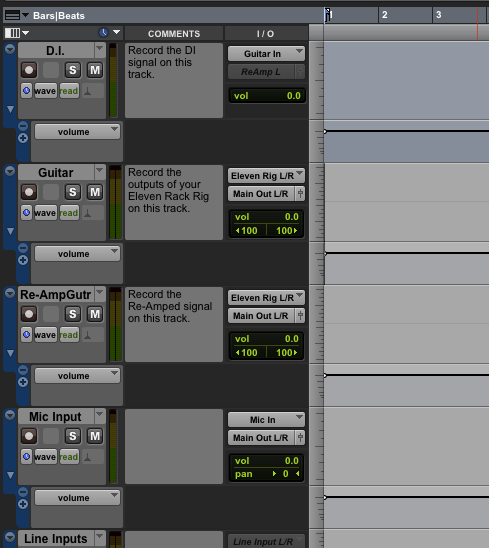 Bars|Beats
1 2 3
COMMENTS I / O
D.I.
S M
wave read
Record the DI
signal on this
track.
Guitar In
ReAmp L
vol 0.0
volume
Guitar
S M
wave read
Record the
outputs of your
Eleven Rack Rig
on this track.
Eleven Rig L/R
Main Out L/R
vol 0.0
100 100
volume
Re-AmpGutr
S M
wave read
Record the
Re-Amped signal
on this track.
Eleven Rig L/R
Main Out L/R
vol 0.0
100 100
volume
Mic Input
S M
wave read
Mic In
Main Out L/R
vol 0.0
pan 0
volume
Line Inputs
Line Input L/R